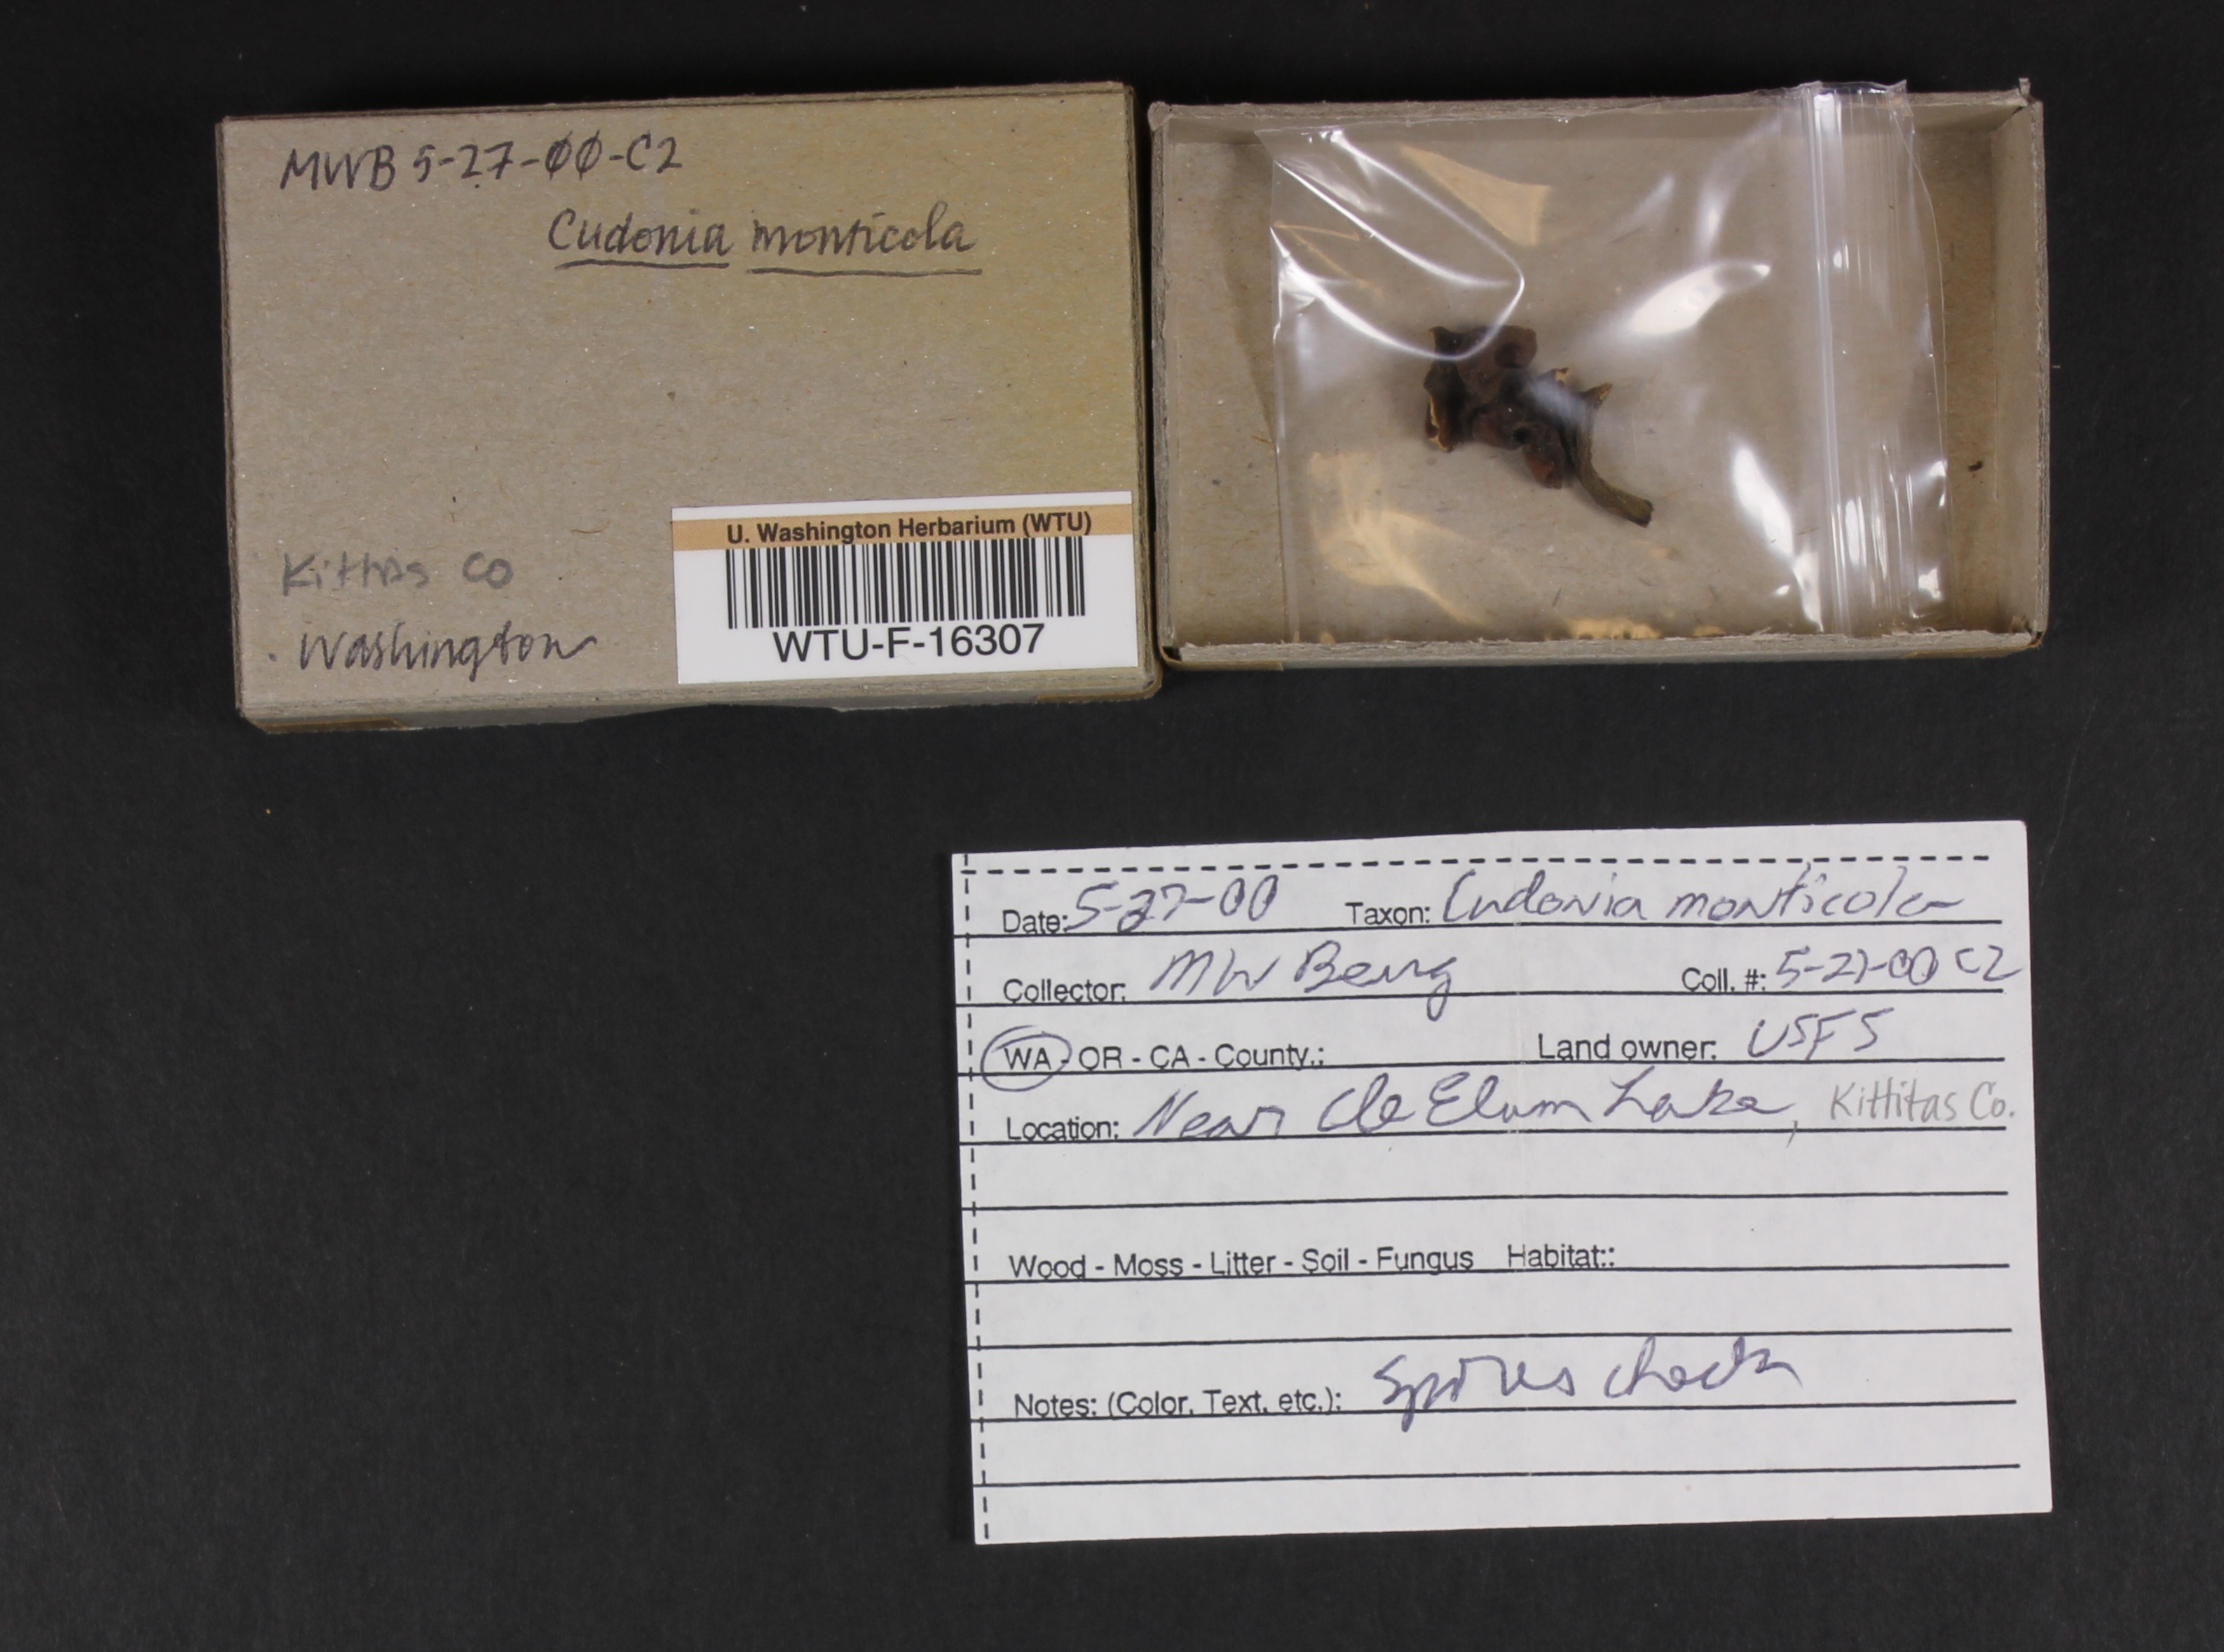 MWB 5-27-00-C2
Cudonia monticola
Kittas Co
Washington
U. Washington Herbarium (WTU)
WTU-F-16307
Date: 5-27-00 Taxon: Cudonia monticola
Collector: MW Beug Coll. #: 5-27-00 C2
WA - OR - CA - County.: Land owner: USFS
Location: Near Cle Elum Lake, Kittitas Co.
Wood - Moss - Litter - Soil - Fungus Habitat::
Notes: (Color, Text, etc.): Spores check